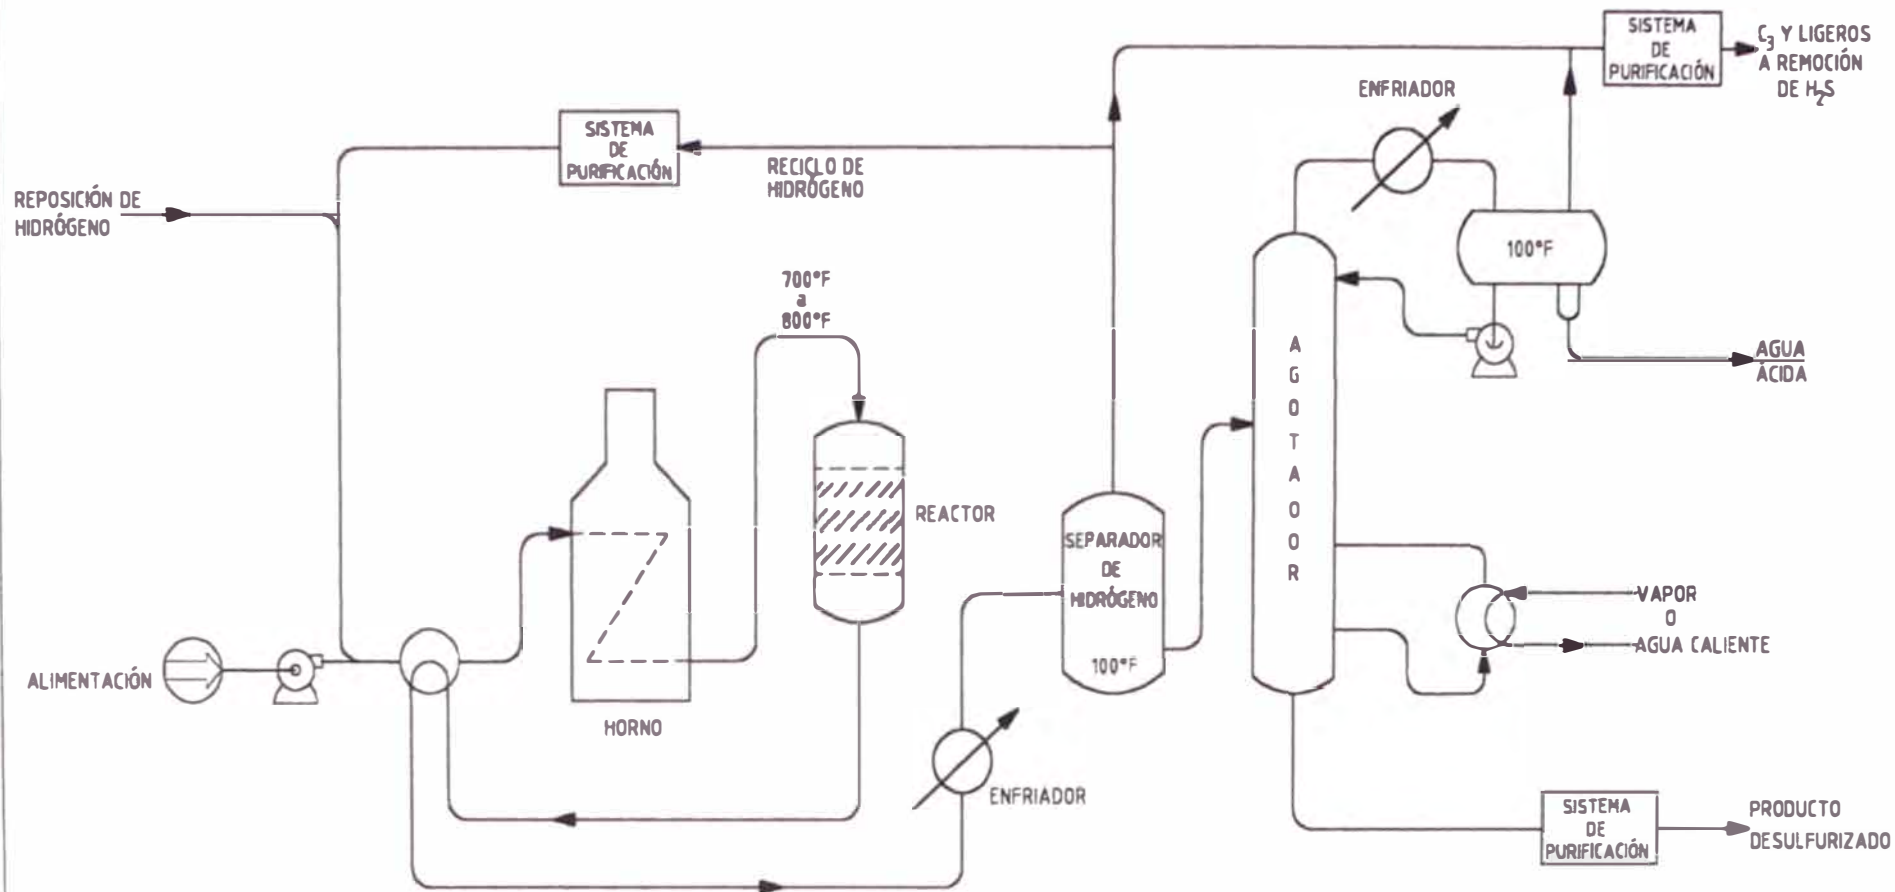 SISTEMA
DE
PURIFICACIÓN
C3 Y LIGEROS
A REMOCIÓN
DE H2S
ENFRIADOR
SISTEMA
DE
PURIFICACIÓN
RECICLO DE
HIDRÓGENO
REPOSICIÓN DE
HIDRÓGENO
100°F
700°F
a
800°F
AGUA
ÁCIDA
A
G
O
T
A
O
O
R
REACTOR
SEPARADOR
DE
HIDRÓGENO
100°F
VAPOR
O
AGUA CALIENTE
ALIMENTACIÓN
HORNO
ENFRIADOR
SISTEMA
DE
PURIFICACIÓN
PRODUCTO
DESULFURIZADO